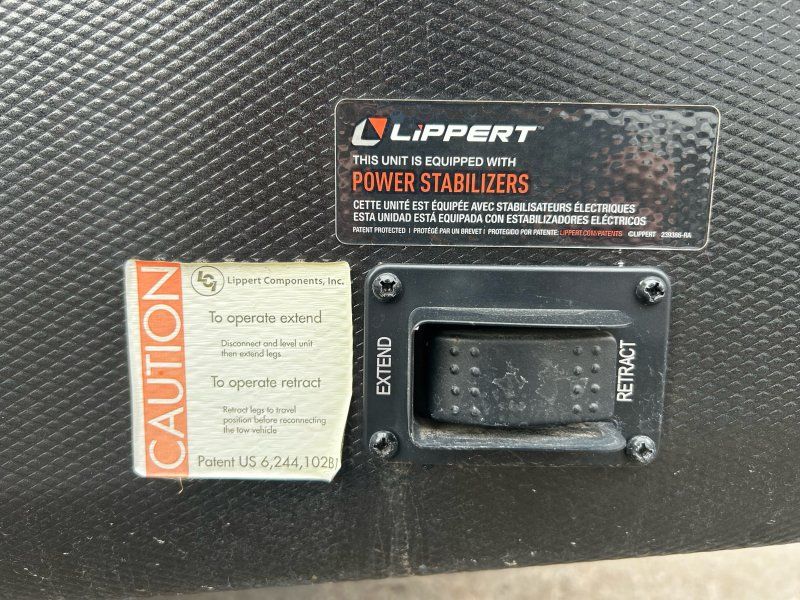 LIPPERT
THIS UNIT IS EQUIPPED WITH
POWER STABILIZERS
CETTE UNITÉ EST ÉQUIPÉE AVEC STABILISATEURS ÉLECTRIQUES
ESTA UNIDAD ESTÁ EQUIPADA CON ESTABILIZADORES ELÉCTRICOS
PATENT PROTECTED | PROTÉGÉ PAR UN BREVET | PROTEGIDO POR PATENTE: LIPPERT.COM/PATENTS ©LIPPERT 239386-RA
CAUTION
LCI Lippert Components, Inc.
To operate extend
Disconnect and level unit
then extend legs
To operate retract
Retract legs to travel
position before reconnecting
the tow vehicle
Patent US 6,244,102B1
EXTEND
RETRACT